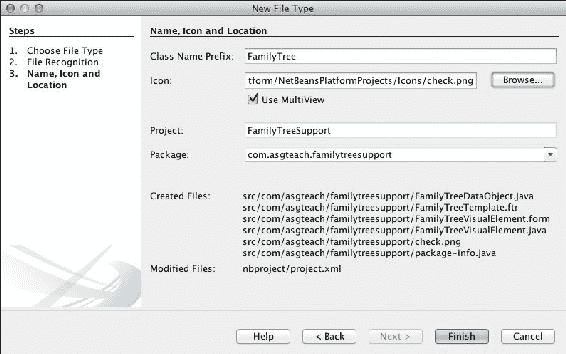 New File Type
Steps
1. Choose File Type
2. File Recognition
3. Name, Icon and
Location
Name, Icon and Location
Class Name Prefix: FamilyTree
Icon: tform/NetBeansPlatformProjects/Icons/check.png Browse...
Use MultiView
Project: FamilyTreeSupport
Package: com.asgteach.familytreesupport
Created Files: src/com/asgteach/familytreesupport/FamilyTreeDataObject.java
src/com/asgteach/familytreesupport/FamilyTreeTemplate.ftr
src/com/asgteach/familytreesupport/FamilyTreeVisualElement.form
src/com/asgteach/familytreesupport/FamilyTreeVisualElement.java
src/com/asgteach/familytreesupport/check.png
src/com/asgteach/familytreesupport/package-info.java
Modified Files: nbproject/project.xml
Help < Back Next > Finish Cancel